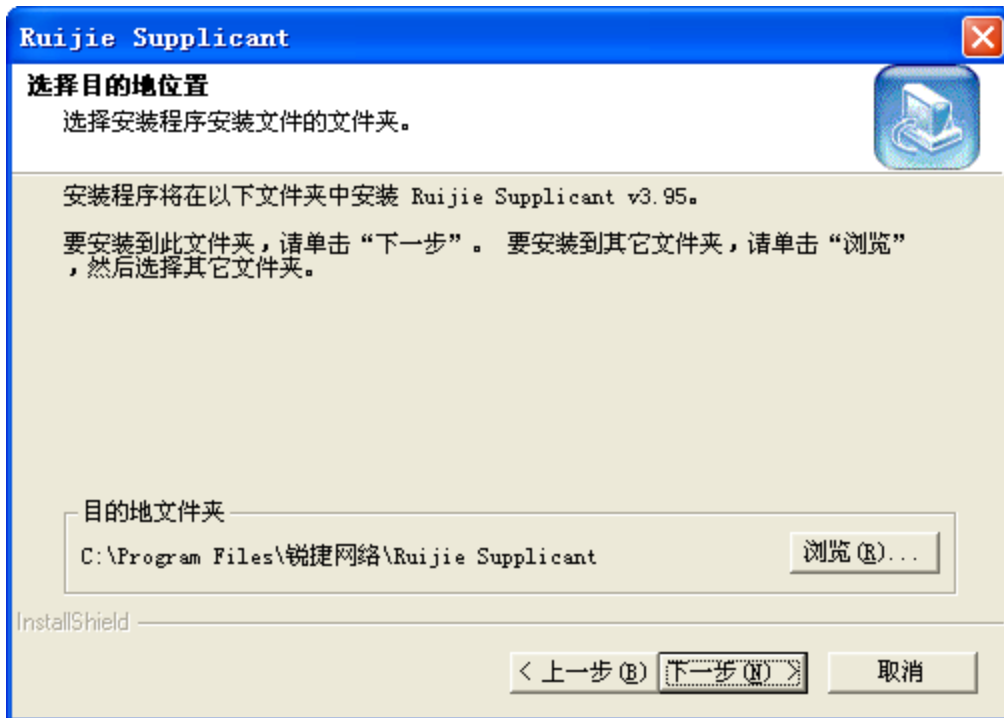 Ruijie Supplicant
选择目的地位置
选择安装程序安装文件的文件夹。
安装程序将在以下文件夹中安装 Ruijie Supplicant v3.95。
要安装到此文件夹，请单击“下一步”。 要安装到其它文件夹，请单击“浏览”
，然后选择其它文件夹。
目的地文件夹
C:\Program Files\锐捷网络\Ruijie Supplicant
浏览(R)...
InstallShield
< 上一步(B)
下一步(N) >
取消